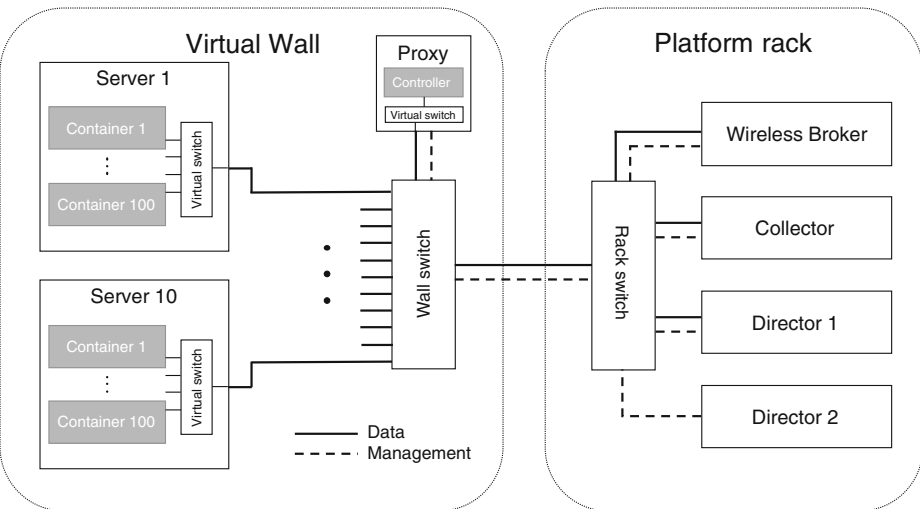 Virtual Wall
Server 1
Container 1
Container 100
Virtual switch
Proxy
Controller
Virtual switch
Server 10
Container 1
Container 100
Virtual switch
Wall switch
Data
Management
Platform rack
Rack switch
Wireless Broker
Collector
Director 1
Director 2